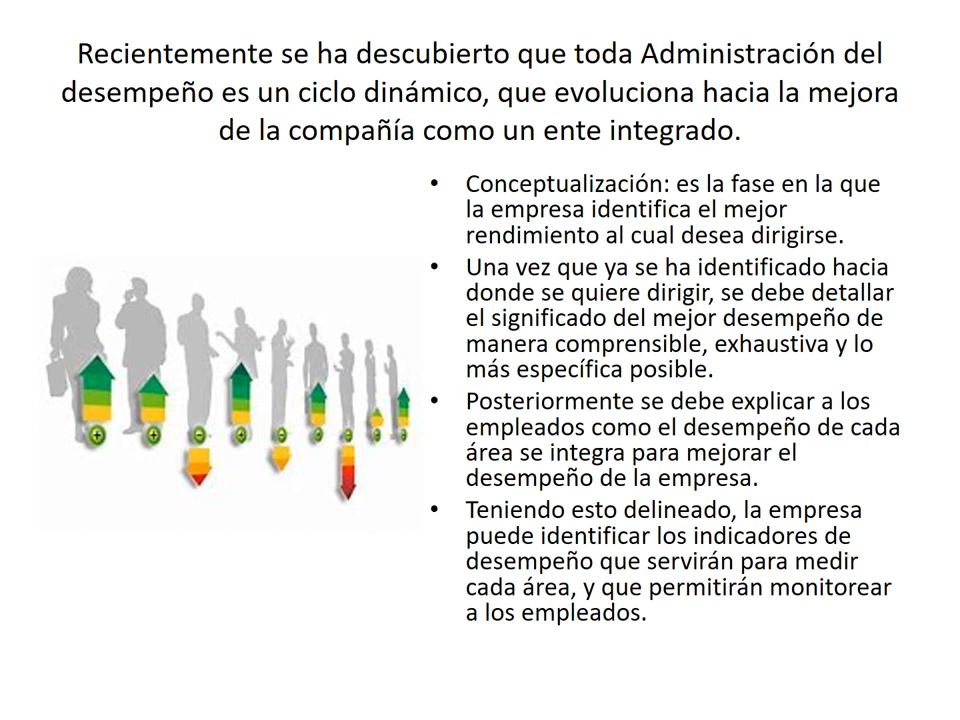 Recientemente se ha descubierto que toda Administración del
desempeño es un ciclo dinámico, que evoluciona hacia la mejora
de la compañía como un ente integrado.
• Conceptualización: es la fase en la que
la empresa identifica el mejor
rendimiento al cual desea dirigirse.
• Una vez que ya se ha identificado hacia
donde se quiere dirigir, se debe detallar
el significado del mejor desempeño de
manera comprensible, exhaustiva y lo
más específica posible.
• Posteriormente se debe explicar a los
empleados como el desempeño de cada
área se integra para mejorar el
desempeño de la empresa.
• Teniendo esto delineado, la empresa
puede identificar los indicadores de
desempeño que servirán para medir
cada área, y que permitirán monitorear
a los empleados.